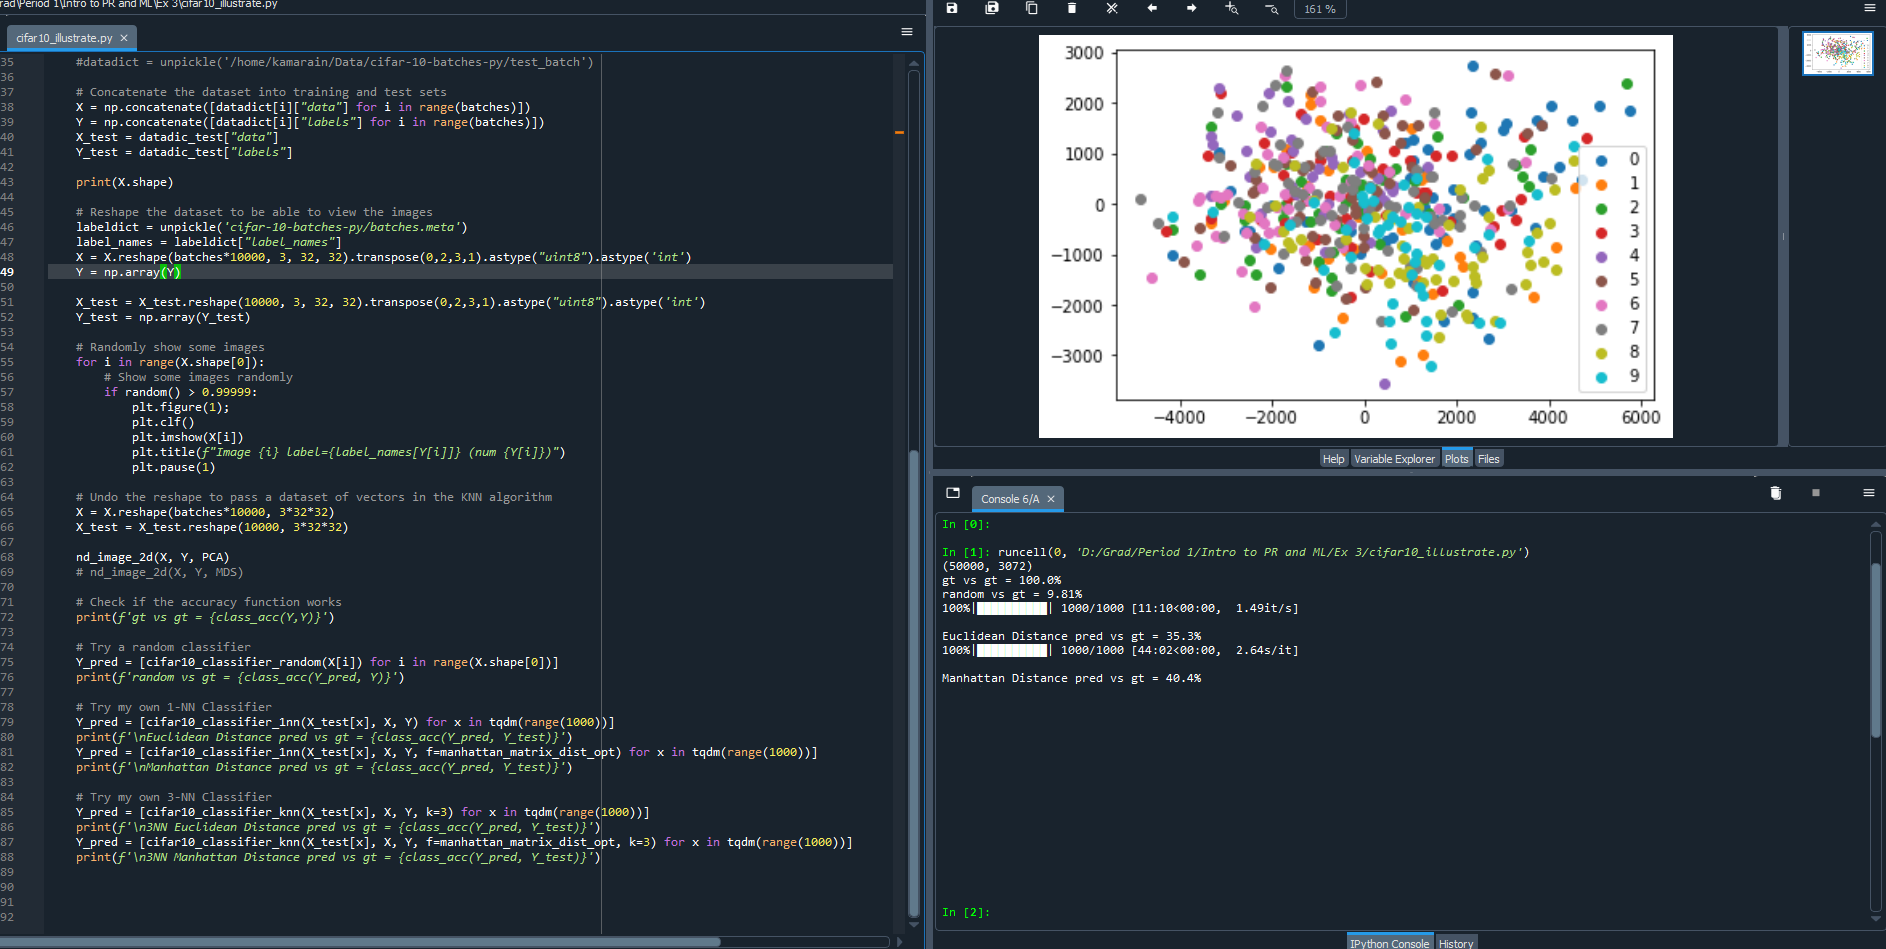 rad\Period 1\Intro to PR and ML\Ex 3\cifar10_illustrate.py
cifar10_illustrate.py ×
35 #datadict = unpickle('/home/kamarain/Data/cifar-10-batches-py/test_batch')
36
37 # Concatenate the dataset into training and test sets
38 X = np.concatenate([datadict[i]["data"] for i in range(batches)])
39 Y = np.concatenate([datadict[i]["labels"] for i in range(batches)])
40 X_test = datadic_test["data"]
41 Y_test = datadic_test["labels"]
42
43 print(X.shape)
44
45 # Reshape the dataset to be able to view the images
46 labeldict = unpickle('cifar-10-batches-py/batches.meta')
47 label_names = labeldict["label_names"]
48 X = X.reshape(batches*10000, 3, 32, 32).transpose(0,2,3,1).astype("uint8").astype('int')
49 Y = np.array(Y)
50
51 X_test = X_test.reshape(10000, 3, 32, 32).transpose(0,2,3,1).astype("uint8").astype('int')
52 Y_test = np.array(Y_test)
53
54 # Randomly show some images
55 for i in range(X.shape[0]):
56 # Show some images randomly
57 if random() > 0.99999:
58 plt.figure(1);
59 plt.clf()
60 plt.imshow(X[i])
61 plt.title(f"Image {i} label={label_names[Y[i]]} (num {Y[i]})")
62 plt.pause(1)
63
64 # Undo the reshape to pass a dataset of vectors in the KNN algorithm
65 X = X.reshape(batches*10000, 3*32*32)
66 X_test = X_test.reshape(10000, 3*32*32)
67
68 nd_image_2d(X, Y, PCA)
69 # nd_image_2d(X, Y, MDS)
70
71 # Check if the accuracy function works
72 print(f'gt vs gt = {class_acc(Y,Y)}')
73
74 # Try a random classifier
75 Y_pred = [cifar10_classifier_random(X[i]) for i in range(X.shape[0])]
76 print(f'random vs gt = {class_acc(Y_pred, Y)}')
77
78 # Try my own 1-NN Classifier
79 Y_pred = [cifar10_classifier_1nn(X_test[x], X, Y) for x in tqdm(range(1000))]
80 print(f'\nEuclidean Distance pred vs gt = {class_acc(Y_pred, Y_test)}')
81 Y_pred = [cifar10_classifier_1nn(X_test[x], X, Y, f=manhattan_matrix_dist_opt) for x in tqdm(range(1000))]
82 print(f'\nManhattan Distance pred vs gt = {class_acc(Y_pred, Y_test)}')
83
84 # Try my own 3-NN Classifier
85 Y_pred = [cifar10_classifier_knn(X_test[x], X, Y, k=3) for x in tqdm(range(1000))]
86 print(f'\n3NN Euclidean Distance pred vs gt = {class_acc(Y_pred, Y_test)}')
87 Y_pred = [cifar10_classifier_knn(X_test[x], X, Y, f=manhattan_matrix_dist_opt, k=3) for x in tqdm(range(1000))]
88 print(f'\n3NN Manhattan Distance pred vs gt = {class_acc(Y_pred, Y_test)}')
89
90
91
92
161 %
3000
2000
1000
0
−1000
−2000
−3000
−4000 −2000 0 2000 4000 6000
0
1
2
3
4
5
6
7
8
9
Help Variable Explorer Plots Files
Console 6/A ×
In [0]:
In [1]: runcell(0, 'D:/Grad/Period 1/Intro to PR and ML/Ex 3/cifar10_illustrate.py')
(50000, 3072)
gt vs gt = 100.0%
random vs gt = 9.81%
100%|██████████| 1000/1000 [11:10<00:00, 1.49it/s]
Euclidean Distance pred vs gt = 35.3%
100%|██████████| 1000/1000 [44:02<00:00, 2.64s/it]
Manhattan Distance pred vs gt = 40.4%
In [2]:
IPython Console History